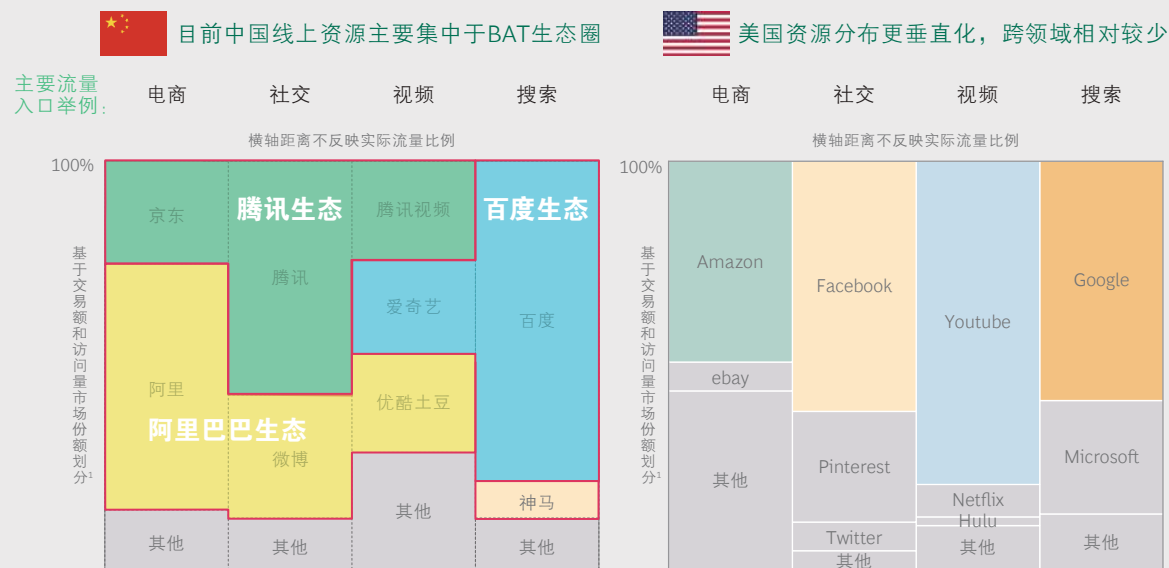 目前中国线上资源主要集中于BAT生态圈
美国资源分布更垂直化，跨领域相对较少
主要流量
入口举例：
电商
社交
视频
搜索
电商
社交
视频
搜索
横轴距离不反映实际流量比例
横轴距离不反映实际流量比例
100%
基于交易额和访问量市场份额划分1
京东
腾讯生态
腾讯视频
百度生态
腾讯
爱奇艺
百度
阿里
优酷土豆
阿里巴巴生态
微博
神马
其他
其他
其他
其他
100%
基于交易额和访问量市场份额划分1
Amazon
Facebook
Youtube
Google
ebay
Pinterest
Microsoft
其他
Netflix
Hulu
Twitter
其他
其他
其他